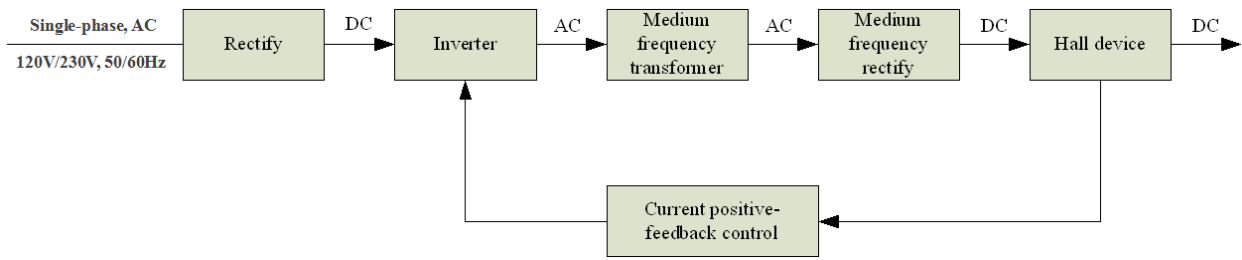 Single-phase, AC
120V/230V, 50/60Hz
Rectify
DC
Inverter
AC
Medium
frequency
transformer
AC
Medium
frequency
rectify
DC
Hall device
DC
Current positive-
feedback control